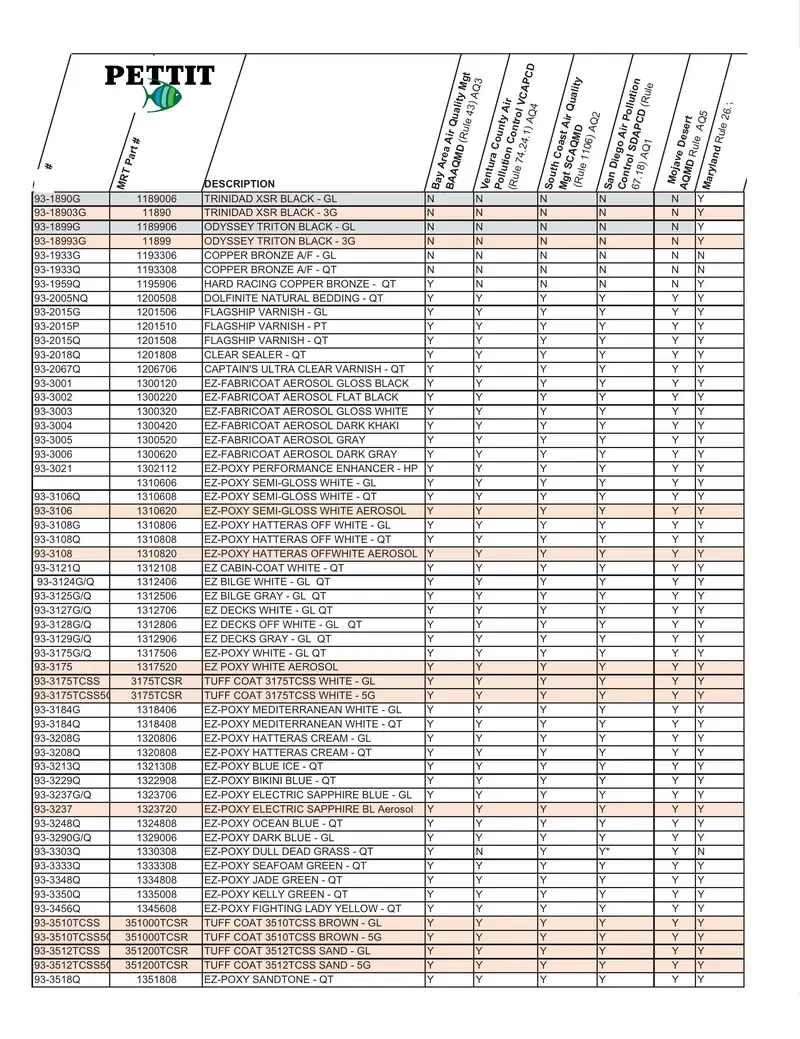 PETTIT
#
MRT Part #
DESCRIPTION
Bay Area Air Quality Mgt
BAAQMD (Rule 43) AQ3
Ventura County Air
Pollution Control VCAPCD
(Rule 74.24.1) AQ4
South Coast Air Quality
Mgt SCAQMD
(Rule 1106) AQ2
San Diego Air Pollution
Control SDAPCD (Rule
67.18) AQ1
Mojave Desert
AQMD Rule AQ5
Maryland Rule 26.
93-1890G 1189006 TRINIDAD XSR BLACK - GL N N N N N Y
93-18903G 11890 TRINIDAD XSR BLACK - 3G N N N N N Y
93-1899G 1189906 ODYSSEY TRITON BLACK - GL N N N N N Y
93-18993G 11899 ODYSSEY TRITON BLACK - 3G N N N N N Y
93-1933G 1193306 COPPER BRONZE A/F - GL N N N N N N
93-1933Q 1193308 COPPER BRONZE A/F - QT N N N N N N
93-1959Q 1195906 HARD RACING COPPER BRONZE - QT Y N N N N Y
93-2005NQ 1200508 DOLFINITE NATURAL BEDDING - QT Y Y Y Y Y Y
93-2015G 1201506 FLAGSHIP VARNISH - GL Y Y Y Y Y Y
93-2015P 1201510 FLAGSHIP VARNISH - PT Y Y Y Y Y Y
93-2015Q 1201508 FLAGSHIP VARNISH - QT Y Y Y Y Y Y
93-2018Q 1201808 CLEAR SEALER - QT Y Y Y Y Y Y
93-2067Q 1206706 CAPTAIN'S ULTRA CLEAR VARNISH - QT Y Y Y Y Y Y
93-3001 1300120 EZ-FABRICOAT AEROSOL GLOSS BLACK Y Y Y Y Y Y
93-3002 1300220 EZ-FABRICOAT AEROSOL FLAT BLACK Y Y Y Y Y Y
93-3003 1300320 EZ-FABRICOAT AEROSOL GLOSS WHITE Y Y Y Y Y Y
93-3004 1300420 EZ-FABRICOAT AEROSOL DARK KHAKI Y Y Y Y Y Y
93-3005 1300520 EZ-FABRICOAT AEROSOL GRAY Y Y Y Y Y Y
93-3006 1300620 EZ-FABRICOAT AEROSOL DARK GRAY Y Y Y Y Y Y
93-3021 1302112 EZ-POXY PERFORMANCE ENHANCER - HP Y Y Y Y Y Y
1310606 EZ-POXY SEMI-GLOSS WHITE - GL Y Y Y Y Y Y
93-3106Q 1310608 EZ-POXY SEMI-GLOSS WHITE - QT Y Y Y Y Y Y
93-3106 1310620 EZ-POXY SEMI-GLOSS WHITE AEROSOL Y Y Y Y Y Y
93-3108G 1310806 EZ-POXY HATTERAS OFF WHITE - GL Y Y Y Y Y Y
93-3108Q 1310808 EZ-POXY HATTERAS OFF WHITE - QT Y Y Y Y Y Y
93-3108 1310820 EZ-POXY HATTERAS OFFWHITE AEROSOL Y Y Y Y Y Y
93-3121Q 1312108 EZ CABIN-COAT WHITE - QT Y Y Y Y Y Y
93-3124G/Q 1312406 EZ BILGE WHITE - GL QT Y Y Y Y Y Y
93-3125G/Q 1312506 EZ BILGE GRAY - GL QT Y Y Y Y Y Y
93-3127G/Q 1312706 EZ DECKS WHITE - GL QT Y Y Y Y Y Y
93-3128G/Q 1312806 EZ DECKS OFF WHITE - GL QT Y Y Y Y Y Y
93-3129G/Q 1312906 EZ DECKS GRAY - GL QT Y Y Y Y Y Y
93-3175G/Q 1317506 EZ-POXY WHITE - GL QT Y Y Y Y Y Y
93-3175 1317520 EZ POXY WHITE AEROSOL Y Y Y Y Y Y
93-3175TCSS 3175TCSR TUFF COAT 3175TCSS WHITE - GL Y Y Y Y Y Y
93-3175TCSS5G 3175TCSR TUFF COAT 3175TCSS WHITE - 5G Y Y Y Y Y Y
93-3184G 1318406 EZ-POXY MEDITERRANEAN WHITE - GL Y Y Y Y Y Y
93-3184Q 1318408 EZ-POXY MEDITERRANEAN WHITE - QT Y Y Y Y Y Y
93-3208G 1320806 EZ-POXY HATTERAS CREAM - GL Y Y Y Y Y Y
93-3208Q 1320808 EZ-POXY HATTERAS CREAM - QT Y Y Y Y Y Y
93-3213Q 1321308 EZ-POXY BLUE ICE - QT Y Y Y Y Y Y
93-3229Q 1322908 EZ-POXY BIKINI BLUE - QT Y Y Y Y Y Y
93-3237G/Q 1323706 EZ-POXY ELECTRIC SAPPHIRE BLUE - GL Y Y Y Y Y Y
93-3237 1323720 EZ-POXY ELECTRIC SAPPHIRE BL Aerosol Y Y Y Y Y Y
93-3248Q 1324808 EZ-POXY OCEAN BLUE - QT Y Y Y Y Y Y
93-3290G/Q 1329006 EZ-POXY DARK BLUE - GL Y Y Y Y Y Y
93-3303Q 1330308 EZ-POXY DULL DEAD GRASS - QT Y N Y Y* Y N
93-3333Q 1333308 EZ-POXY SEAFOAM GREEN - QT Y Y Y Y Y Y
93-3348Q 1334808 EZ-POXY JADE GREEN - QT Y Y Y Y Y Y
93-3350Q 1335008 EZ-POXY KELLY GREEN - QT Y Y Y Y Y Y
93-3456Q 1345608 EZ-POXY FIGHTING LADY YELLOW - QT Y Y Y Y Y Y
93-3510TCSS 351000TCSR TUFF COAT 3510TCSS BROWN - GL Y Y Y Y Y Y
93-3510TCSS5G 351000TCSR TUFF COAT 3510TCSS BROWN - 5G Y Y Y Y Y Y
93-3512TCSS 351200TCSR TUFF COAT 3512TCSS SAND - GL Y Y Y Y Y Y
93-3512TCSS5G 351200TCSR TUFF COAT 3512TCSS SAND - 5G Y Y Y Y Y Y
93-3518Q 1351808 EZ-POXY SANDTONE - QT Y Y Y Y Y Y